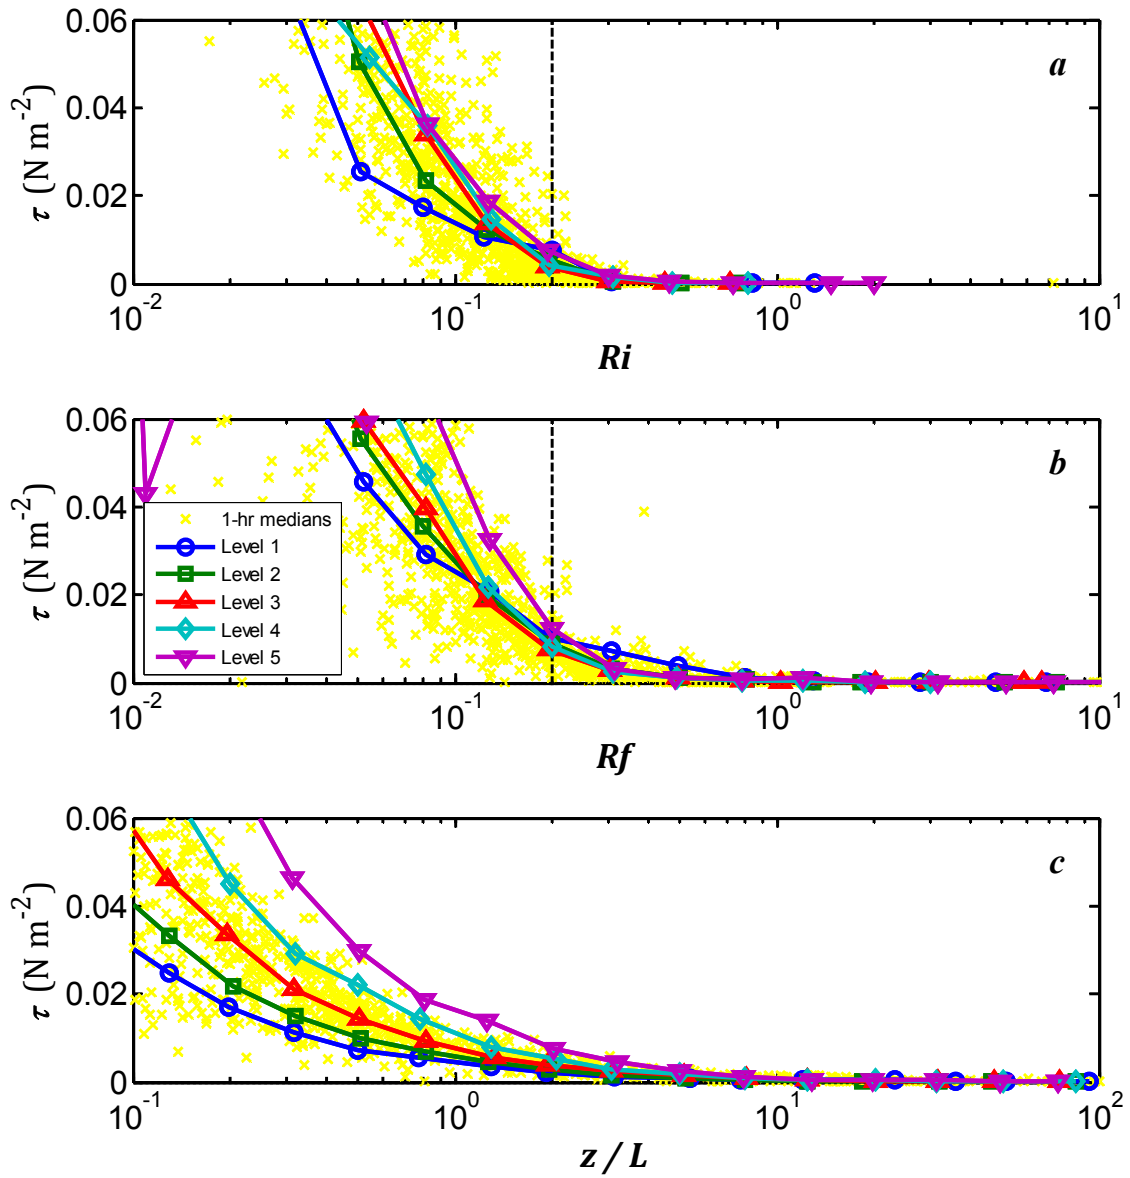 0.06
0.04
0.02
0
τ (N m⁻²)
a
10⁻² 10⁻¹ 10⁰ 10¹
Ri
0.06
0.04
0.02
0
τ (N m⁻²)
b
1-hr medians
Level 1
Level 2
Level 3
Level 4
Level 5
10⁻² 10⁻¹ 10⁰ 10¹
Rf
0.06
0.04
0.02
0
τ (N m⁻²)
c
10⁻¹ 10⁰ 10¹ 10²
z / L